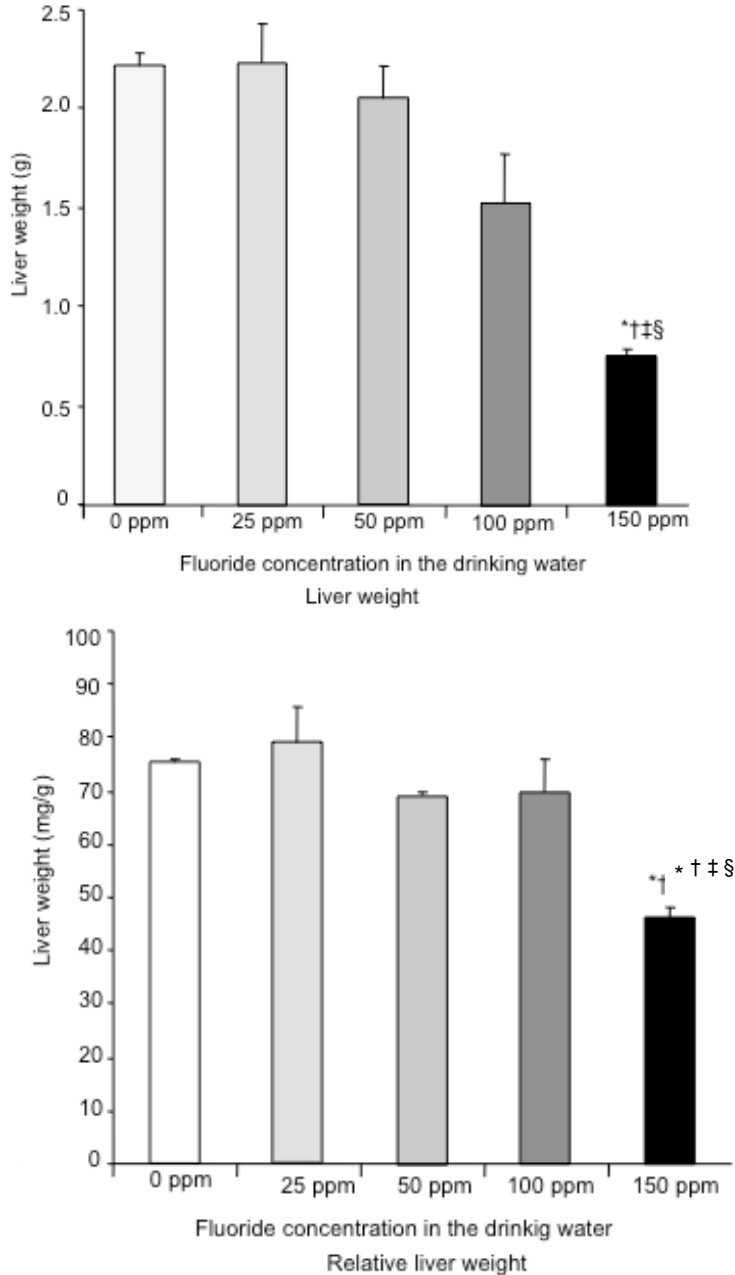 2.5
2.0
1.5
1.0
0.5
0
Liver weight (g)
*†‡§
0 ppm 25 ppm 50 ppm 100 ppm 150 ppm
Fluoride concentration in the drinking water
Liver weight
100
90
80
70
60
50
40
30
20
10
0
Liver weight (mg/g)
*† * † ‡ §
0 ppm 25 ppm 50 ppm 100 ppm 150 ppm
Fluoride concentration in the drinkig water
Relative liver weight